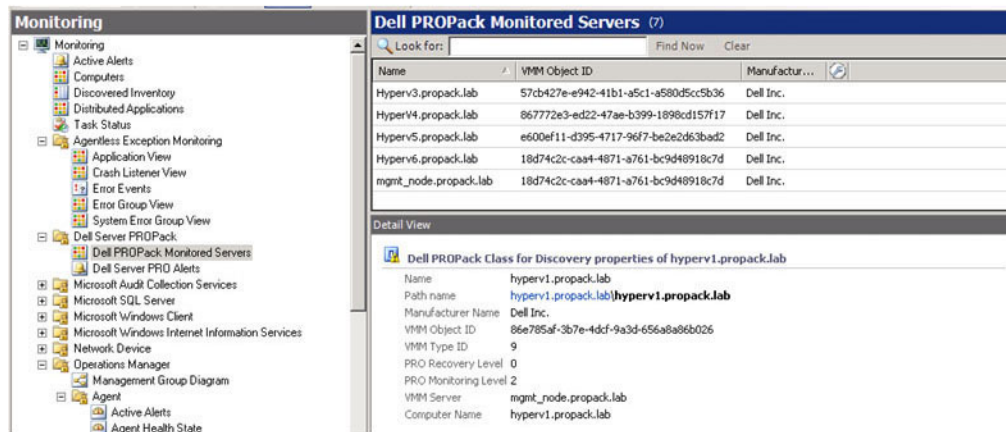 Monitoring
Monitoring
Active Alerts
Computers
Discovered Inventory
Distributed Applications
Task Status
Agentless Exception Monitoring
Application View
Crash Listener View
Error Events
Error Group View
System Error Group View
Dell Server PROPack
Dell PROPack Monitored Servers
Dell Server PRO Alerts
Microsoft Audit Collection Services
Microsoft SQL Server
Microsoft Windows Client
Microsoft Windows Internet Information Services
Network Device
Operations Manager
Management Group Diagram
Agent
Active Alerts
Agent Health State
Dell PROPack Monitored Servers (7)
Look for: Find Now Clear
Name VMM Object ID Manufactur...
Hyperv3.propack.lab 57cb427e-e942-41b1-a5c1-a580d5cc5b36 Dell Inc.
HyperV4.propack.lab 867772e3-ed22-47ae-b399-1898cd157f17 Dell Inc.
Hyperv5.propack.lab e600ef11-d395-4717-96f7-be2e2d63bad2 Dell Inc.
Hyperv6.propack.lab 18d74c2c-caa4-4871-a761-bc9d48918c7d Dell Inc.
mgmt_node.propack.lab 18d74c2c-caa4-4871-a761-bc9d48918c7d Dell Inc.
Detail View
Dell PROPack Class for Discovery properties of hyperv1.propack.lab
Name hyperv1.propack.lab
Path name hyperv1.propack.lab\hyperv1.propack.lab
Manufacturer Name Dell Inc.
VMM Object ID 86e785af-3b7e-4dcf-9a3d-656a8a86b026
VMM Type ID 9
PRO Recovery Level 0
PRO Monitoring Level 2
VMM Server mgmt_node.propack.lab
Computer Name hyperv1.propack.lab